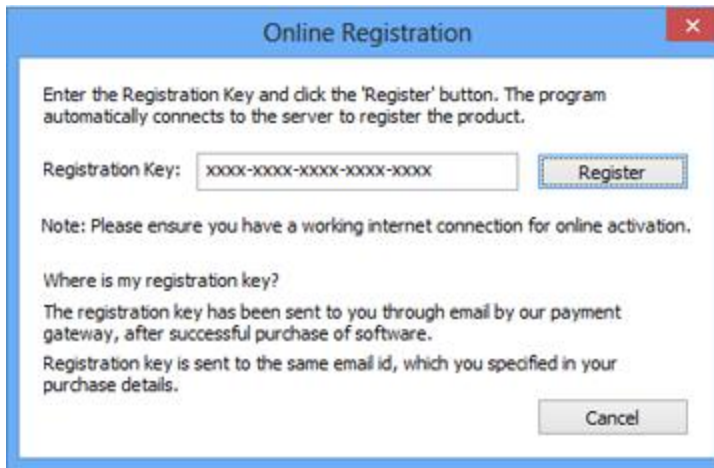 Online Registration
Enter the Registration Key and click the 'Register' button. The program
automatically connects to the server to register the product.
Registration Key: xxxx-xxxx-xxxx-xxxx-xxxx Register
Note: Please ensure you have a working internet connection for online activation.
Where is my registration key?
The registration key has been sent to you through email by our payment
gateway, after successful purchase of software.
Registration key is sent to the same email id, which you specified in your
purchase details.
Cancel